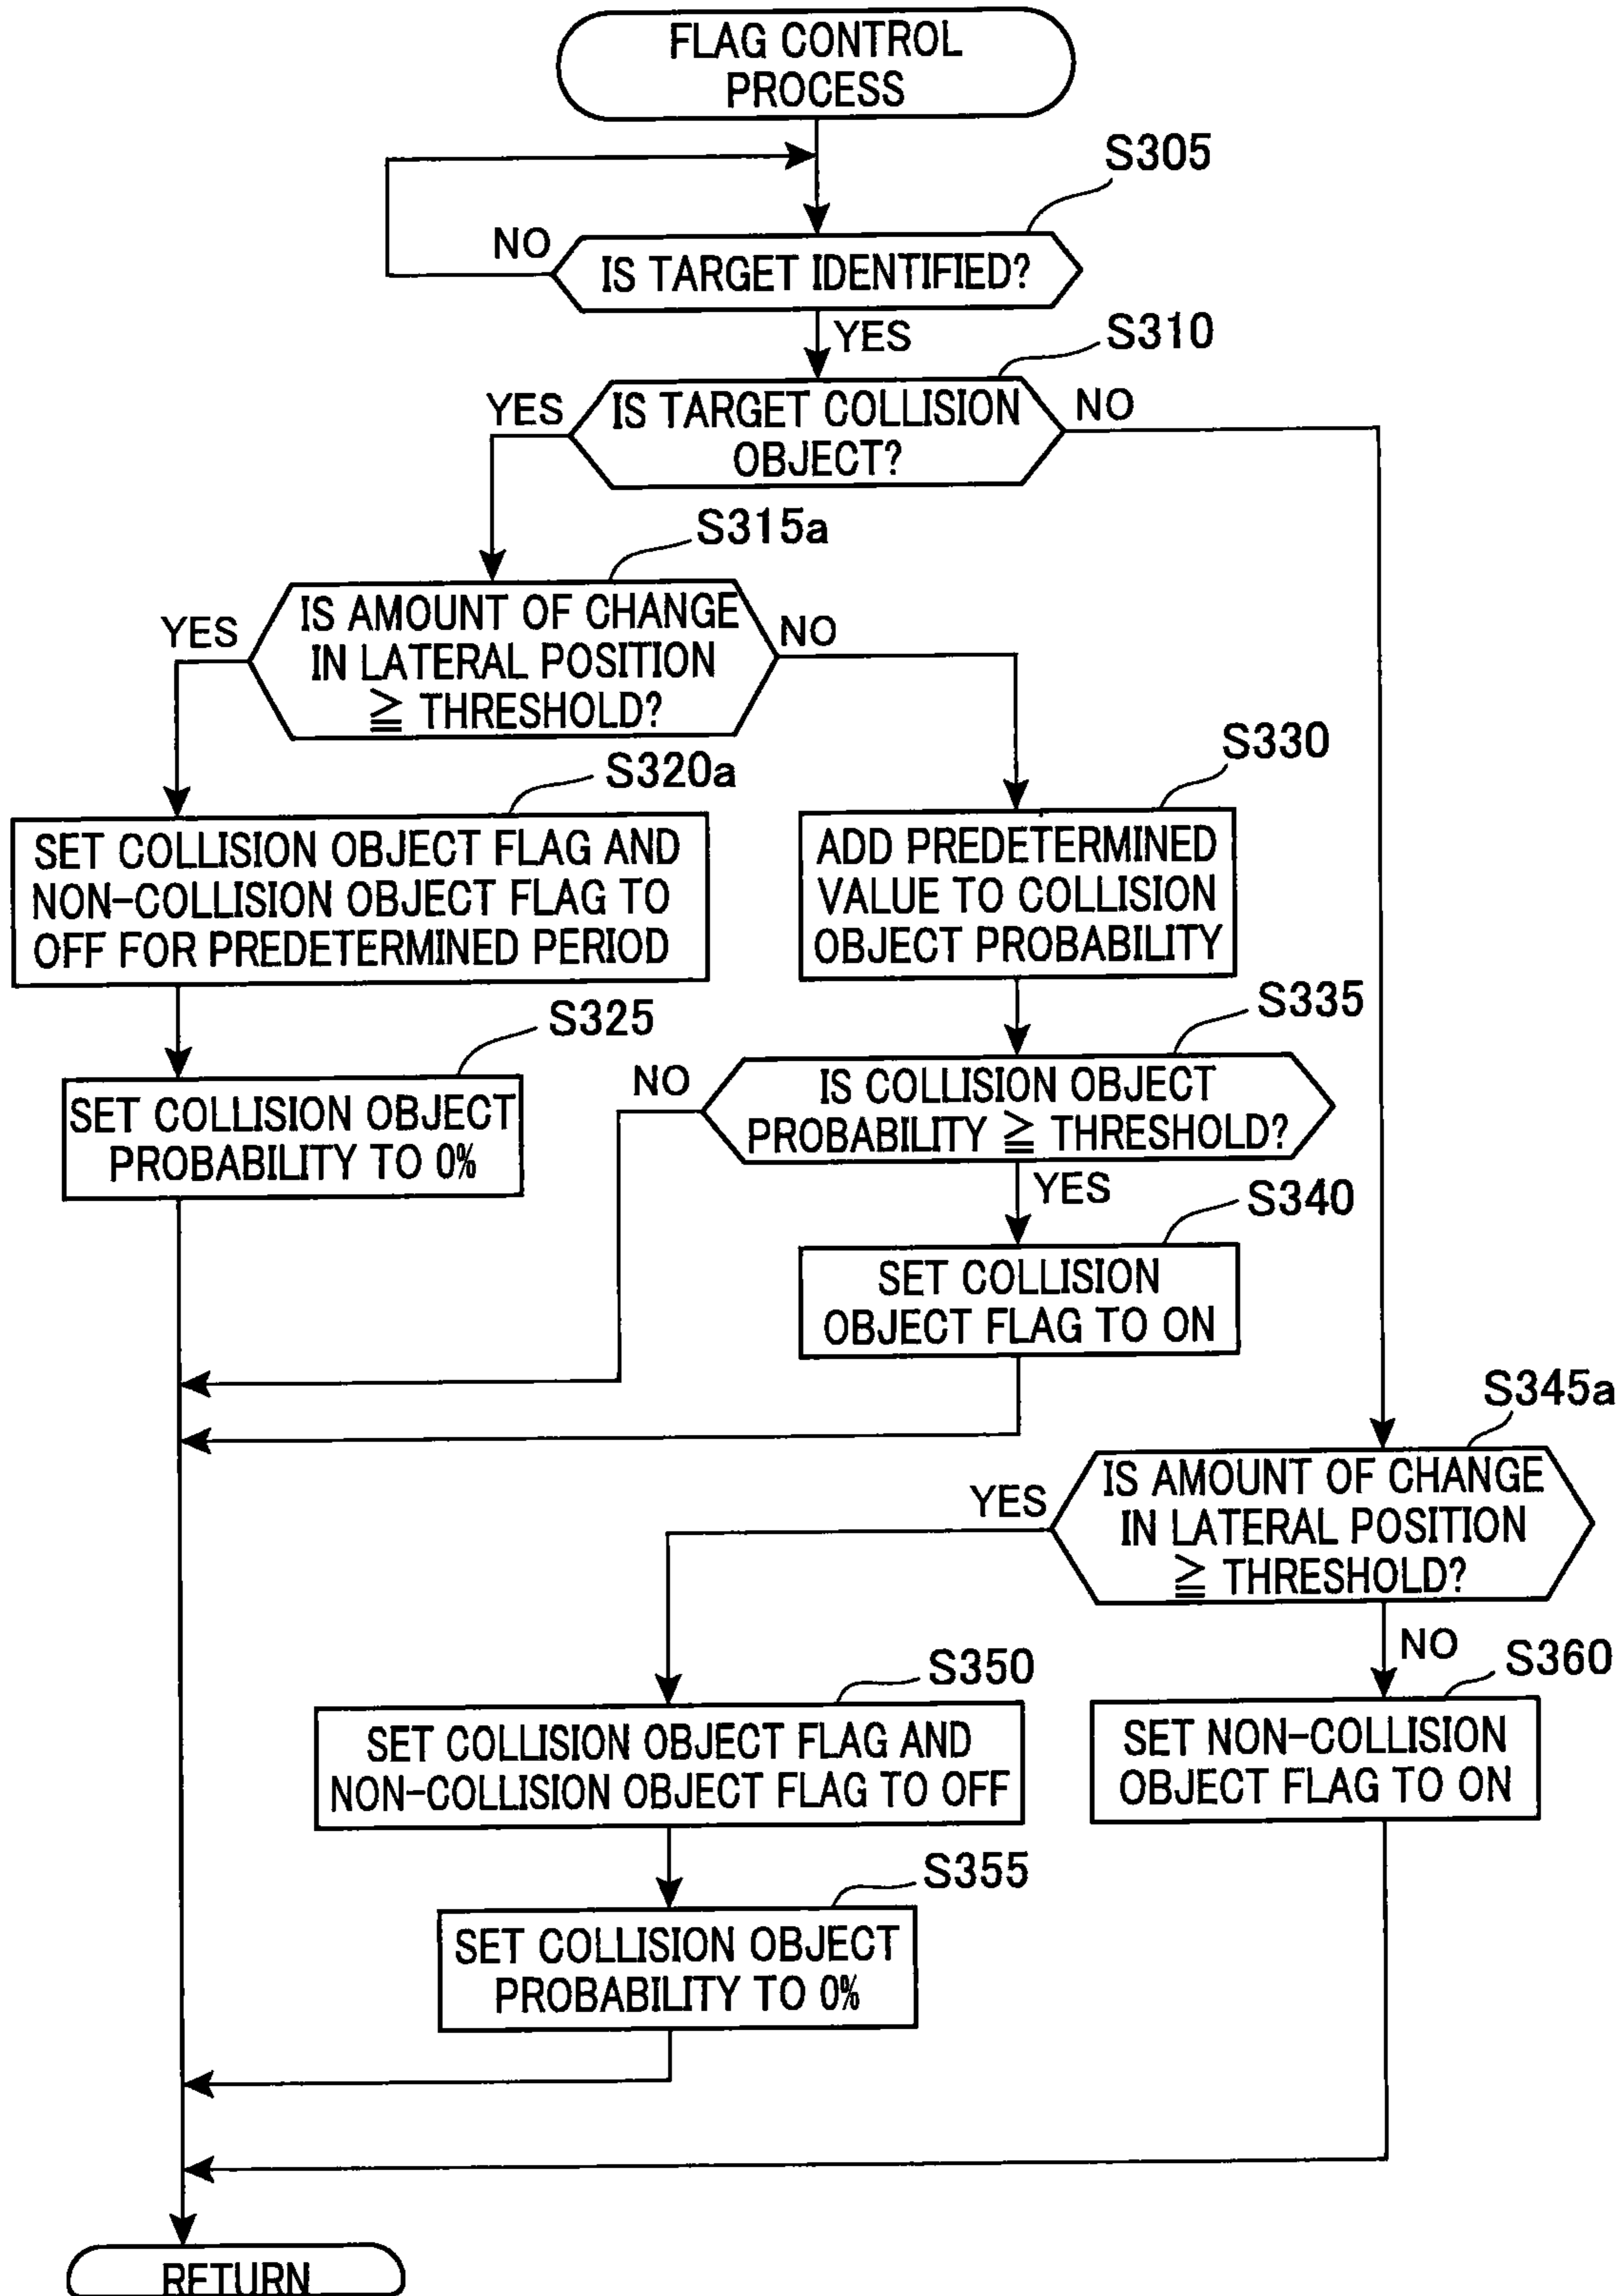 FLAG CONTROL
PROCESS
S305
NO
IS TARGET IDENTIFIED?
YES
S310
YES
IS TARGET COLLISION
OBJECT?
NO
S315a
YES
IS AMOUNT OF CHANGE
IN LATERAL POSITION
≧ THRESHOLD?
NO
S320a
SET COLLISION OBJECT FLAG AND
NON-COLLISION OBJECT FLAG TO
OFF FOR PREDETERMINED PERIOD
S330
ADD PREDETERMINED
VALUE TO COLLISION
OBJECT PROBABILITY
S325
SET COLLISION OBJECT
PROBABILITY TO 0%
S335
NO
IS COLLISION OBJECT
PROBABILITY ≧ THRESHOLD?
YES
S340
SET COLLISION
OBJECT FLAG TO ON
S345a
YES
IS AMOUNT OF CHANGE
IN LATERAL POSITION
≧ THRESHOLD?
NO
S350
SET COLLISION OBJECT FLAG AND
NON-COLLISION OBJECT FLAG TO OFF
S360
SET NON-COLLISION
OBJECT FLAG TO ON
S355
SET COLLISION OBJECT
PROBABILITY TO 0%
RETURN